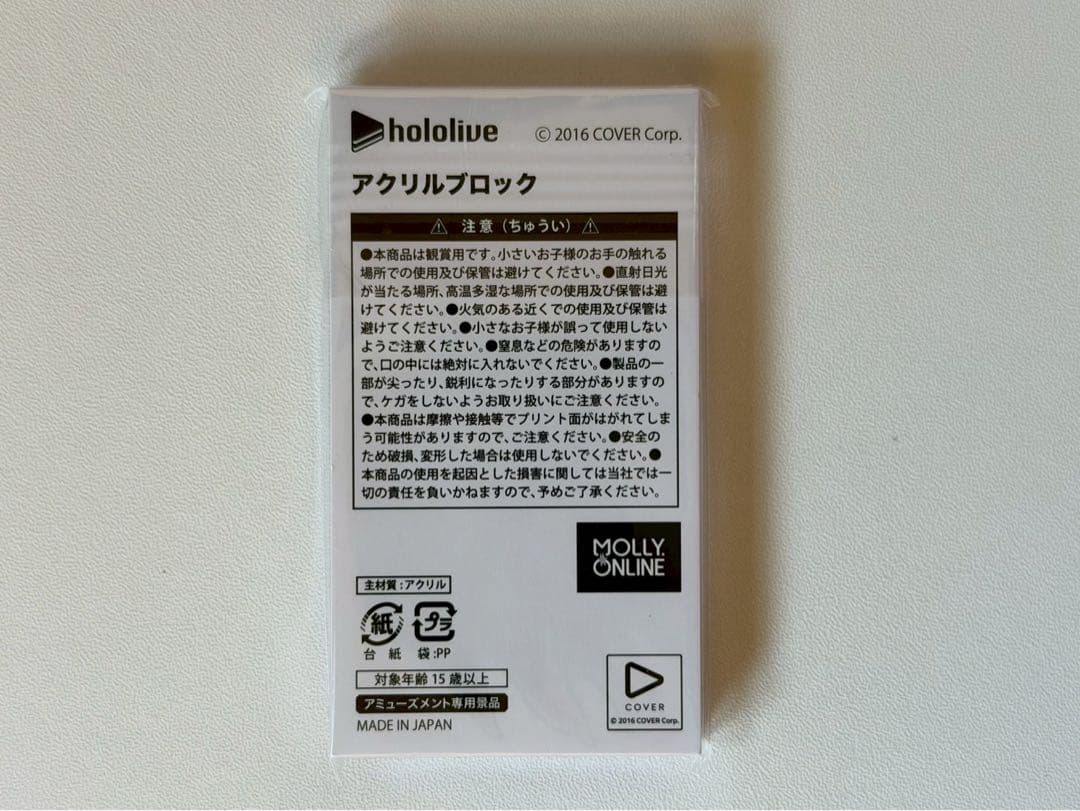 hololive © 2016 COVER Corp.
アクリルブロック
⚠ 注意（ちゅうい）⚠
●本商品は観賞用です。小さいお子様のお手の触れる
場所での使用及び保管は避けてください。●直射日光
が当たる場所、高温多湿な場所での使用及び保管は避
けてください。●火気のある近くでの使用及び保管は
避けてください。●小さなお子様が誤って使用しない
ようご注意ください。●窒息などの危険がありますの
で、口の中には絶対に入れないでください。●製品の一
部が尖ったり、鋭利になったりする部分がありますの
で、ケガをしないようお取り扱いにご注意ください。
●本商品は摩擦や接触等でプリント面がはがれてしま
う可能性がありますので、ご注意ください。●安全の
ため破損、変形した場合は使用しないでください。●
本商品の使用を起因とした損害に関しては当社では一
切の責任を負いかねますので、予めご了承ください。
MOLLY.
ONLINE
主材質：アクリル
紙 プラ
台紙 袋:PP
対象年齢 15 歳以上
アミューズメント専用景品
MADE IN JAPAN
COVER
© 2016 COVER Corp.